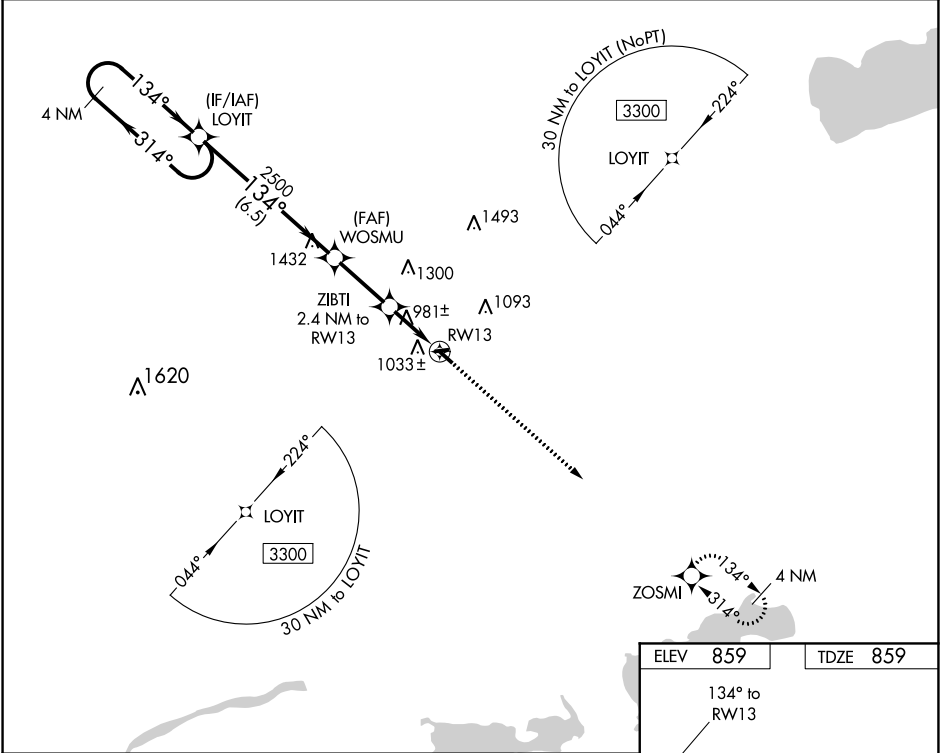 30 NM to LOYIT (NoPT)
3300
224°
LOYIT
044°
134°
4 NM
314°
(IF/IAF)
LOYIT
2500
134°
(6.5)
(FAF)
WOSMU
1432
1493
1300
ZIBTI
2.4 NM to
RW13
981±
1093
RW13
1033±
1620
224°
LOYIT
3300
044°
30 NM to LOYIT
ZOSMI
134°
4 NM
314°
ELEV 859
TDZE 859
134° to
RW13